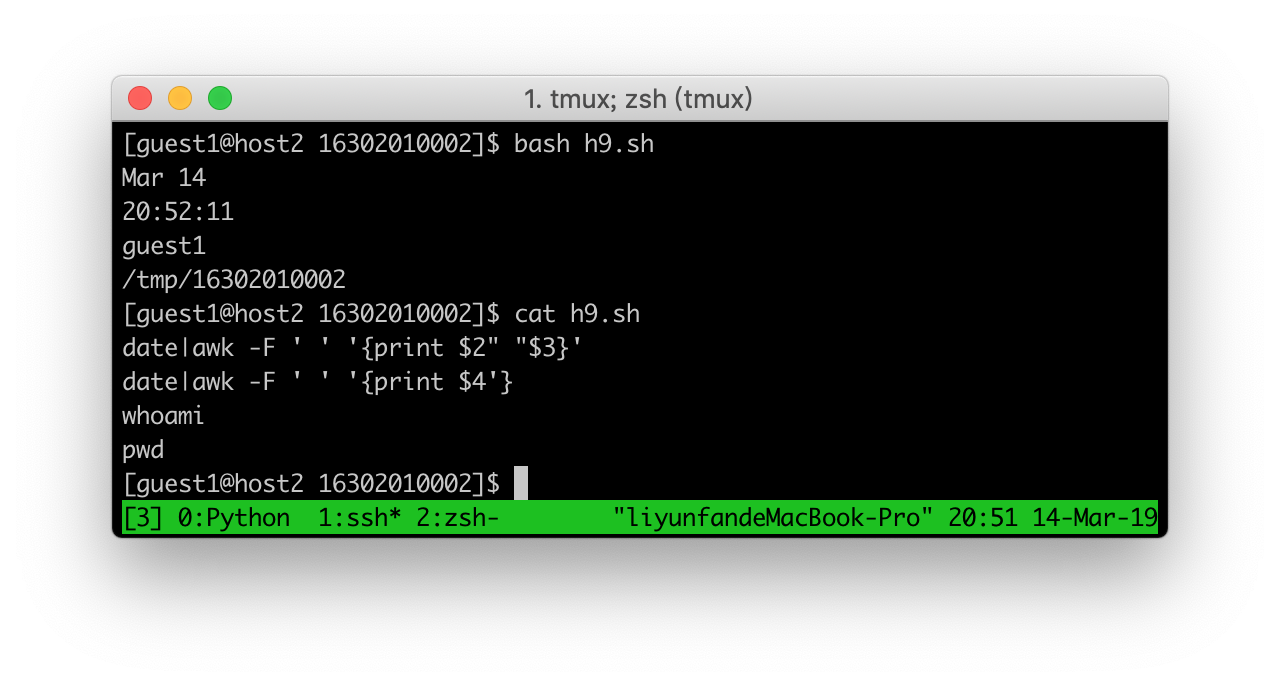 1. tmux; zsh (tmux)
[guest1@host2 16302010002]$ bash h9.sh
Mar 14
20:52:11
guest1
/tmp/16302010002
[guest1@host2 16302010002]$ cat h9.sh
date|awk -F ' ' '{print $2" "$3}'
date|awk -F ' ' '{print $4'}
whoami
pwd
[guest1@host2 16302010002]$
[3] 0:Python  1:ssh* 2:zsh-        "liyunfandeMacBook-Pro" 20:51 14-Mar-19